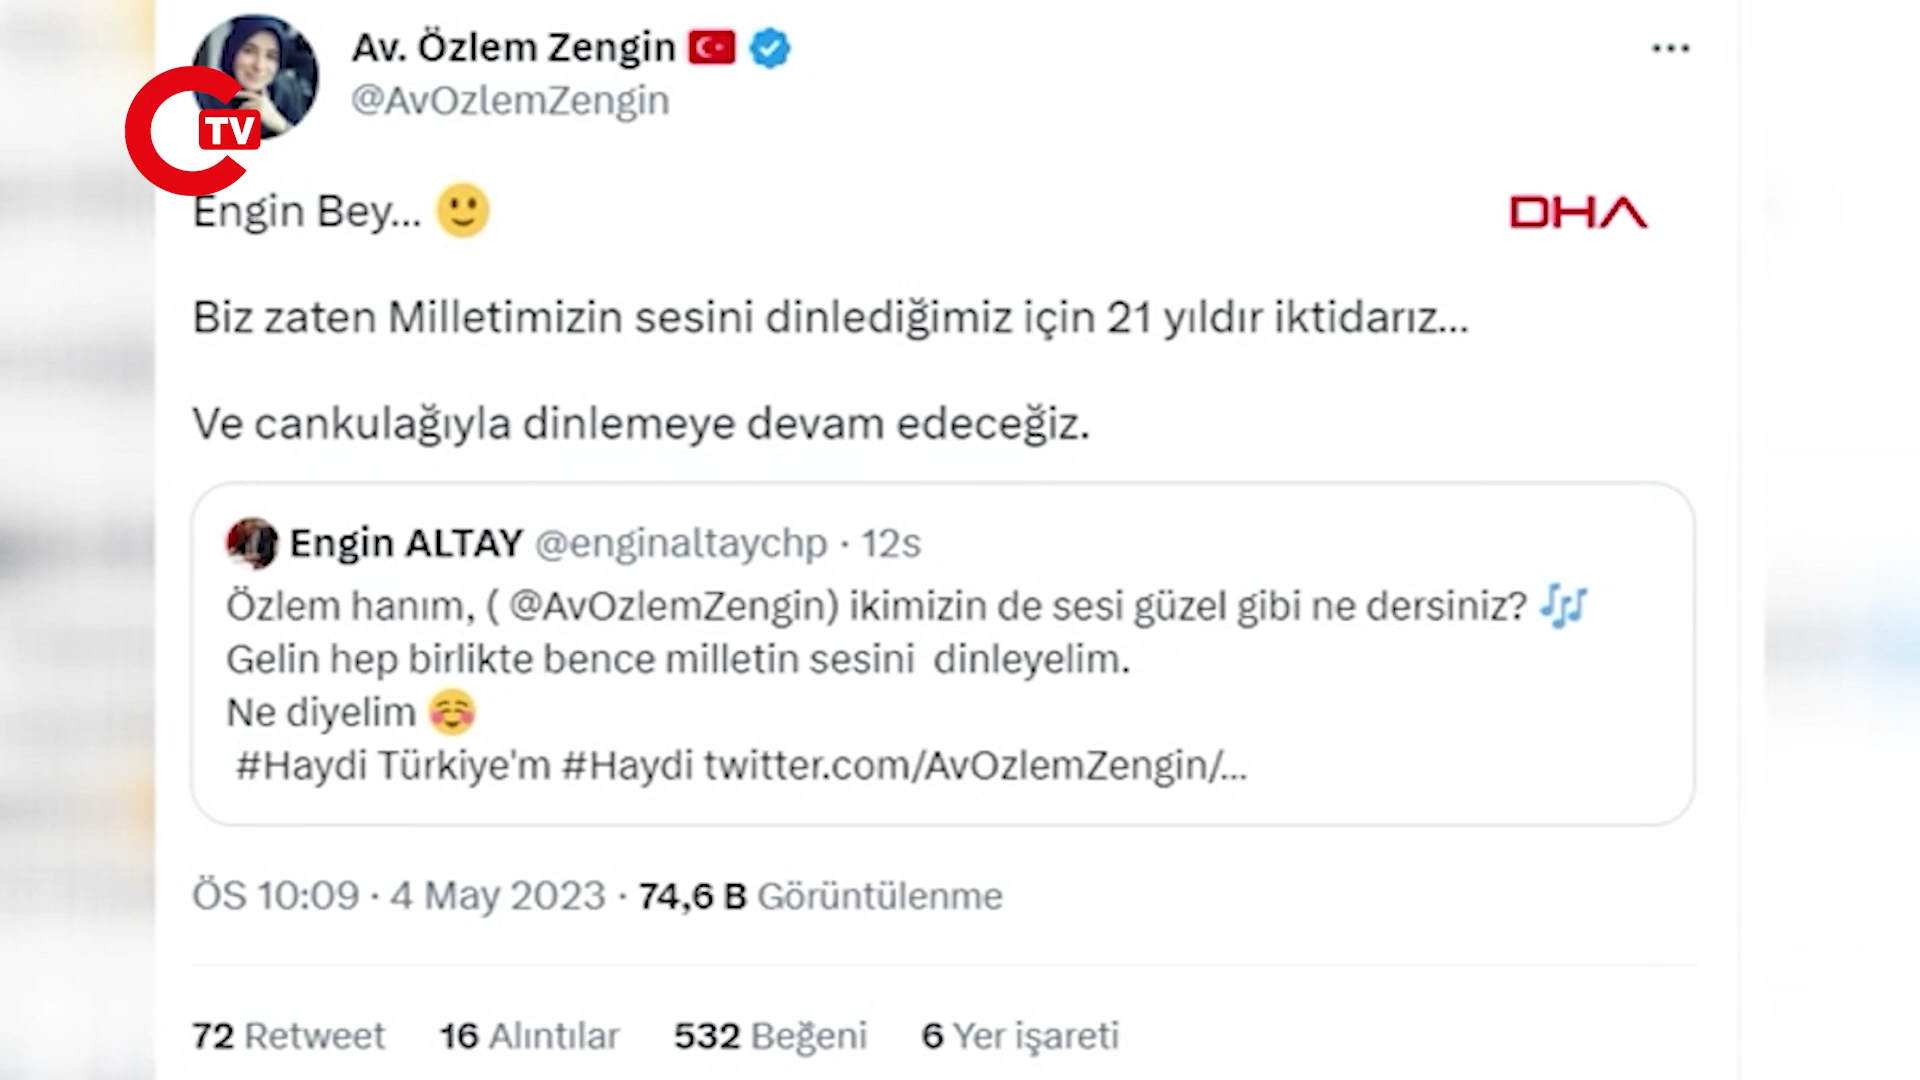 Av. Özlem Zengin
@AvOzlemZengin
TV
Engin Bey... 🙂
DHA
Biz zaten Milletimizin sesini dinlediğimiz için 21 yıldır iktidarız...
Ve cankulağıyla dinlemeye devam edeceğiz.
Engin ALTAY @enginaltaychp · 12s
Özlem hanım, ( @AvOzlemZengin) ikimizin de sesi güzel gibi ne dersiniz? 🎶
Gelin hep birlikte bence milletin sesini dinleyelim.
Ne diyelim ☺️
#Haydi Türkiye'm #Haydi twitter.com/AvOzlemZengin/...
ÖS 10:09 · 4 May 2023 · 74,6 B Görüntülenme
72 Retweet 16 Alıntılar 532 Beğeni 6 Yer işareti